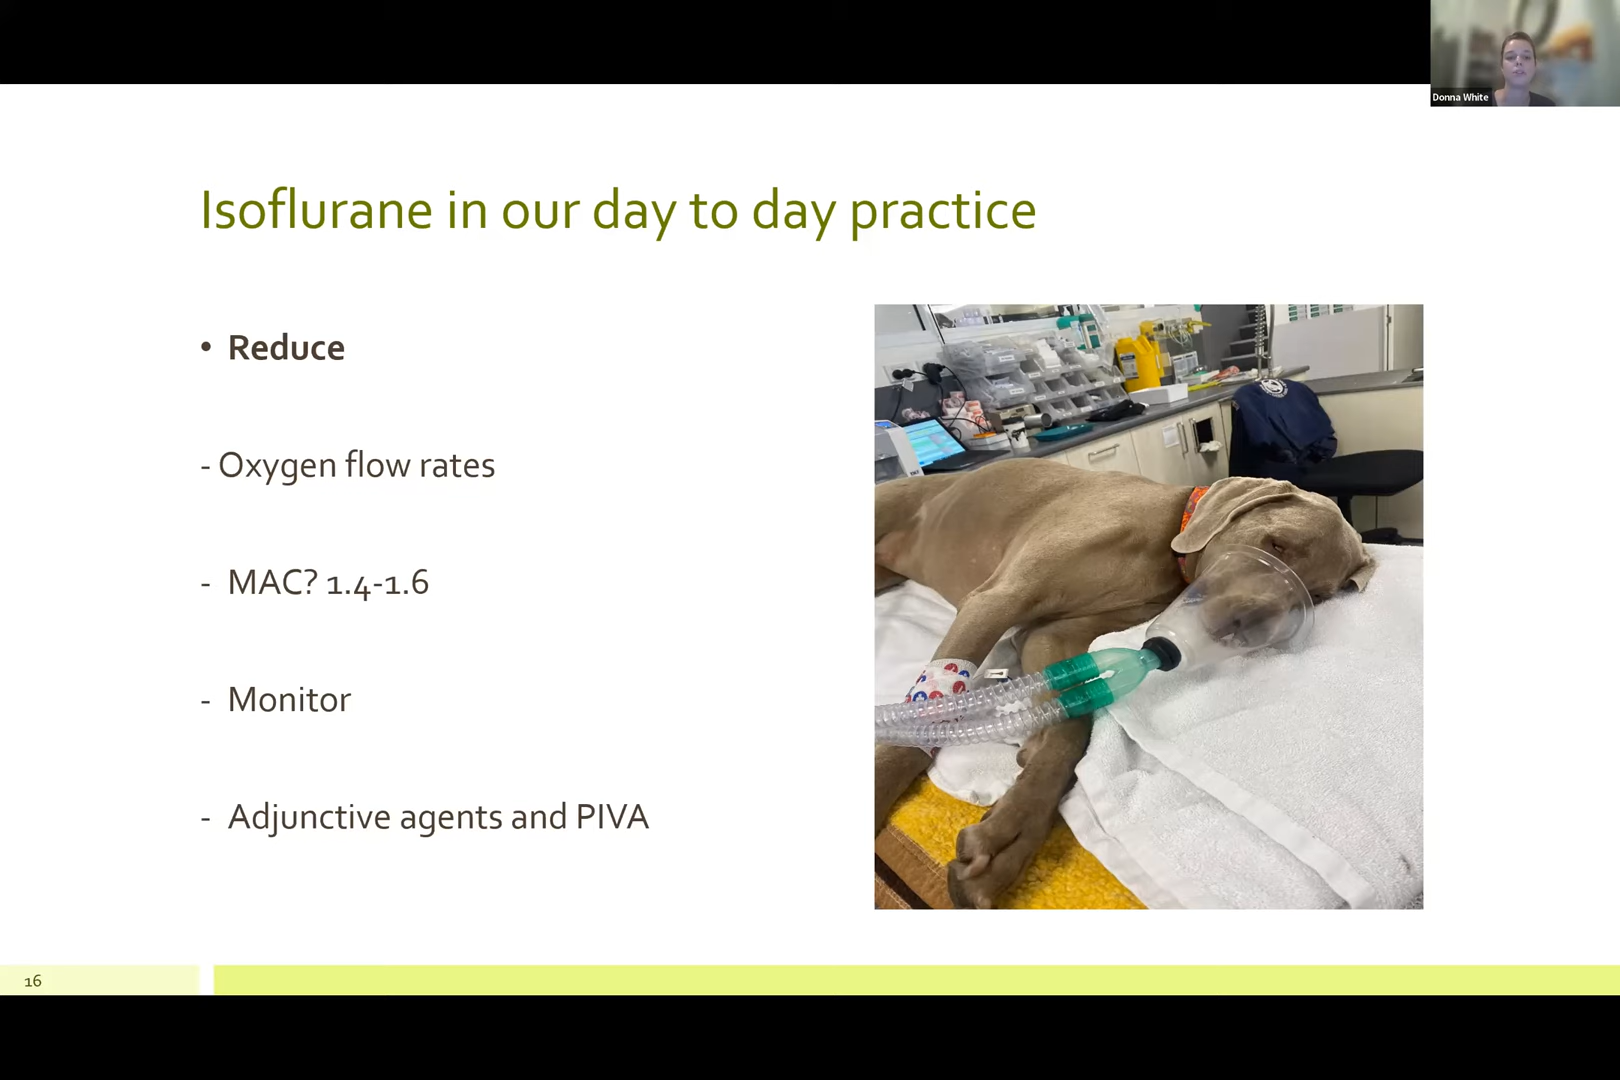 Donna White
Isoflurane in our day to day practice
• Reduce
- Oxygen flow rates
- MAC? 1.4-1.6
- Monitor
- Adjunctive agents and PIVA
16